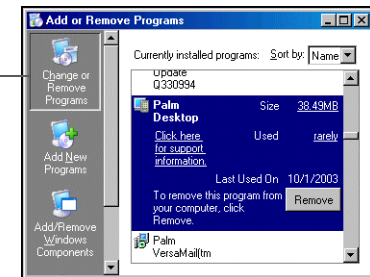 Add or Remove Programs
Change or
Remove
Programs
Add New
Programs
Add/Remove
Windows
Components
Currently installed programs: Sort by: Name
Update
Q330994
Palm
Desktop
Size 38.49MB
Click here
for support
information.
Used rarely
Last Used On 10/1/2003
To remove this program from
your computer, click
Remove.
Remove
Palm
VersaMail(tm